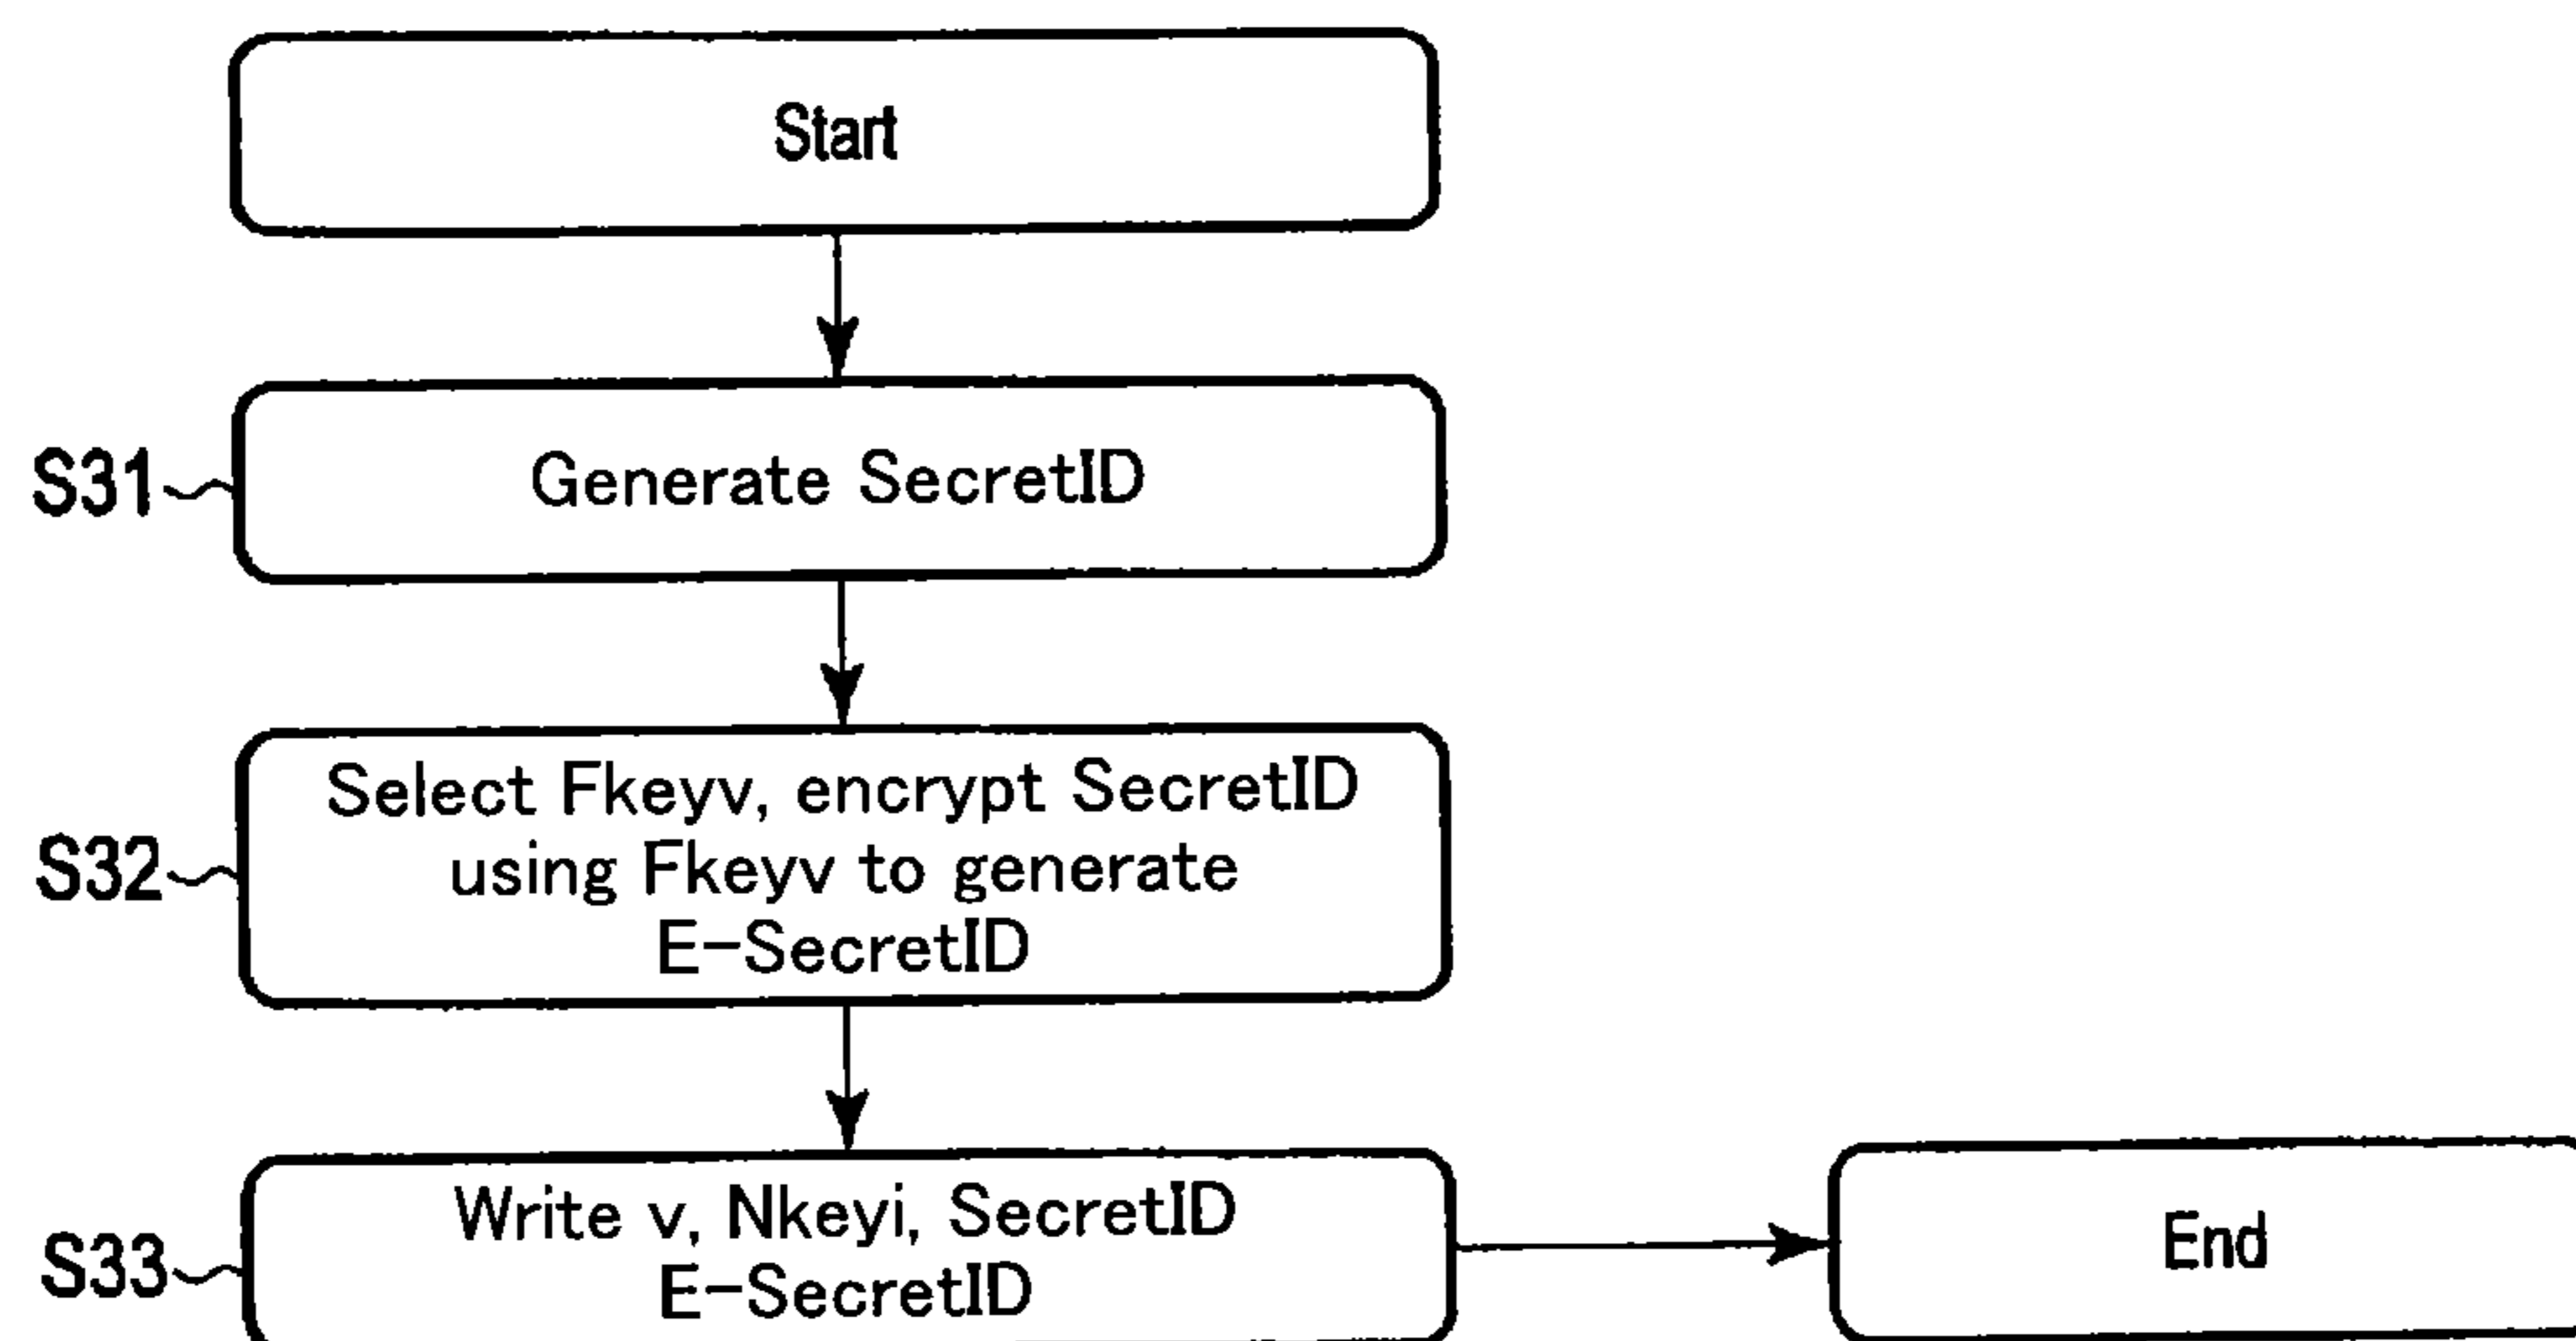 Start
S31
Generate SecretID
S32
Select Fkeyv, encrypt SecretID
using Fkeyv to generate
E-SecretID
S33
Write v, Nkeyi, SecretID
E-SecretID
End